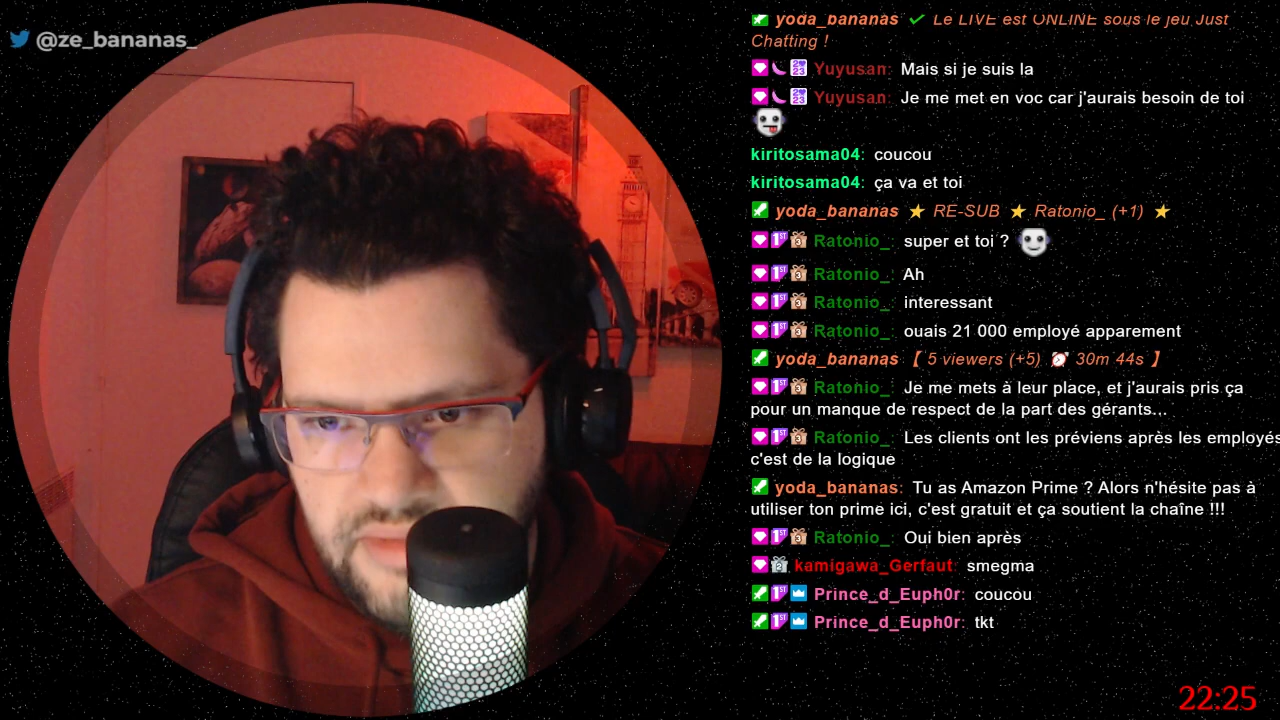 @ze_bananas_
yoda_bananas ✔ Le LIVE est ONLINE sous le jeu Just
Chatting !
Yuyusan: Mais si je suis la
Yuyusan: Je me met en voc car j'aurais besoin de toi
kiritosama04: coucou
kiritosama04: ça va et toi
yoda_bananas ★ RE-SUB ★ Ratonio_ (+1) ★
Ratonio_: super et toi ?
Ratonio_: Ah
Ratonio_: interessant
Ratonio_: ouais 21 000 employé apparement
yoda_bananas 【 5 viewers (+5) ⏰ 30m 44s 】
Ratonio_: Je me mets à leur place, et j'aurais pris ça
pour un manque de respect de la part des gérants...
Ratonio_: Les clients ont les préviens après les employés
c'est de la logique
yoda_bananas: Tu as Amazon Prime ? Alors n'hésite pas à
utiliser ton prime ici, c'est gratuit et ça soutient la chaîne !!!
Ratonio_: Oui bien après
kamigawa_Gerfaut: smegma
Prince_d_Euph0r: coucou
Prince_d_Euph0r: tkt
22:25